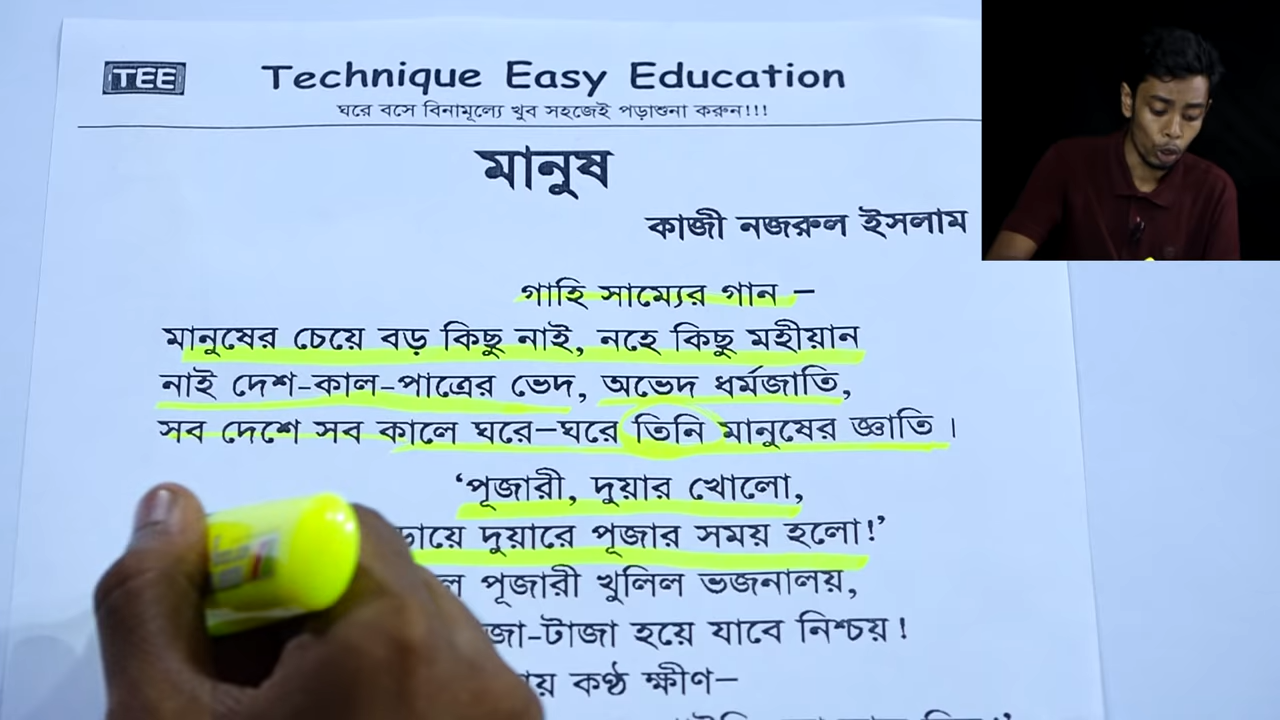 TEE Technique Easy Education
ঘরে বসে বিনামূল্যে খুব সহজেই পড়াশুনা করুন!!!
মানুষ
কাজী নজরুল ইসলাম
গাহি সাম্যের গান –
মানুষের চেয়ে বড় কিছু নাই, নহে কিছু মহীয়ান
নাই দেশ-কাল-পাত্রের ভেদ, অভেদ ধর্মজাতি,
সব দেশে সব কালে ঘরে–ঘরে তিনি মানুষের জ্ঞাতি।
‘পূজারী, দুয়ার খোলো,
দুয়ারে পূজার সময় হলো!’
পূজারী খুলিল ভজনালয়,
হয়ে যাবে নিশ্চয়!
কণ্ঠ ক্ষীণ–